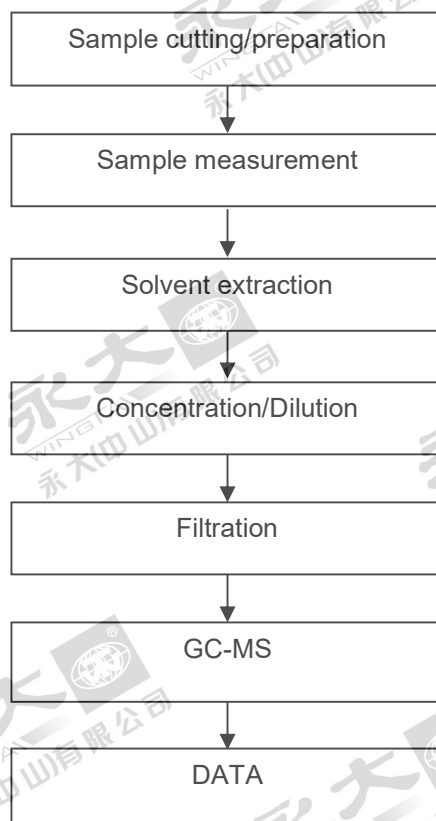 Sample cutting/preparation
Sample measurement
Solvent extraction
Concentration/Dilution
Filtration
GC-MS
DATA